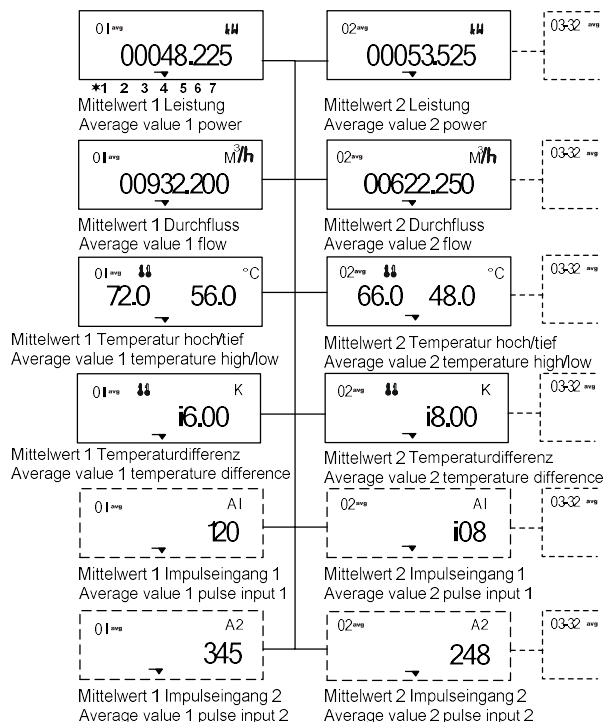 01 avg kW 02 avg kW 03-32 avg
00048.225 00053.525
*1 2 3 4 5 6 7
Mittelwert 1 Leistung Mittelwert 2 Leistung
Average value 1 power Average value 2 power
01 avg M³/h 02 avg M³/h 03-32 avg
00932.200 00622.250
Mittelwert 1 Durchfluss Mittelwert 2 Durchfluss
Average value 1 flow Average value 2 flow
01 avg °C 02 avg °C 03-32 avg
72.0 56.0 66.0 48.0
Mittelwert 1 Temperatur hoch/tief Mittelwert 2 Temperatur hoch/tief
Average value 1 temperature high/low Average value 2 temperature high/low
01 avg K 02 avg K 03-32 avg
i6.00 i8.00
Mittelwert 1 Temperaturdifferenz Mittelwert 2 Temperaturdifferenz
Average value 1 temperature difference Average value 2 temperature difference
01 avg A1 02 avg A1 03-32 avg
120 i08
Mittelwert 1 Impulseingang 1 Mittelwert 2 Impulseingang 1
Average value 1 pulse input 1 Average value 2 pulse input 1
01 avg A2 02 avg A2 03-32 avg
345 248
Mittelwert 1 Impulseingang 2 Mittelwert 2 Impulseingang 2
Average value 1 pulse input 2 Average value 2 pulse input 2